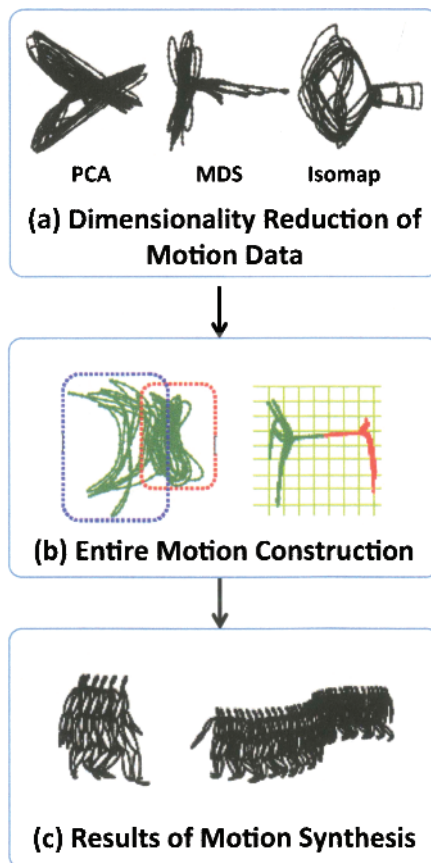 PCA MDS Isomap
(a) Dimensionality Reduction of
Motion Data
(b) Entire Motion Construction
(c) Results of Motion Synthesis